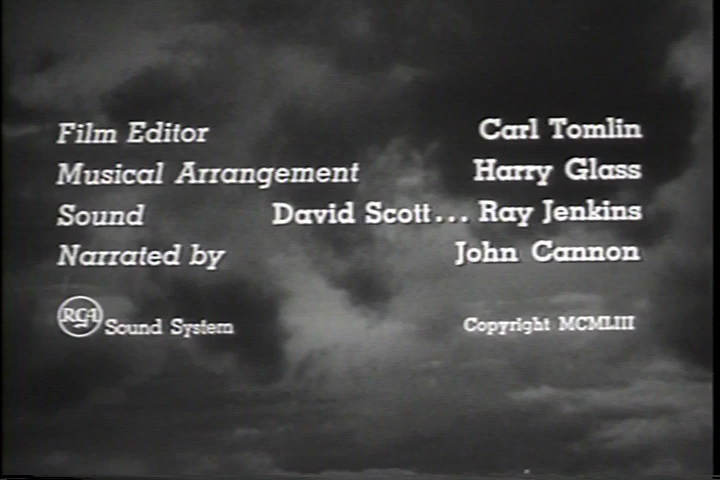 Film Editor Carl Tomlin
Musical Arrangement Harry Glass
Sound David Scott... Ray Jenkins
Narrated by John Cannon
RCA Sound System Copyright MCMLIII